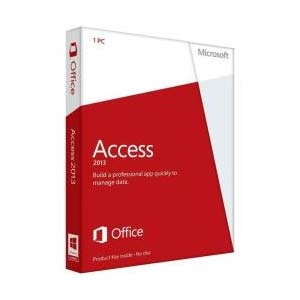 1 PC
Microsoft
Office
Access
2013
Build a professional app quickly to
manage data.
Office
Product Key Inside - No disc
Access 2013